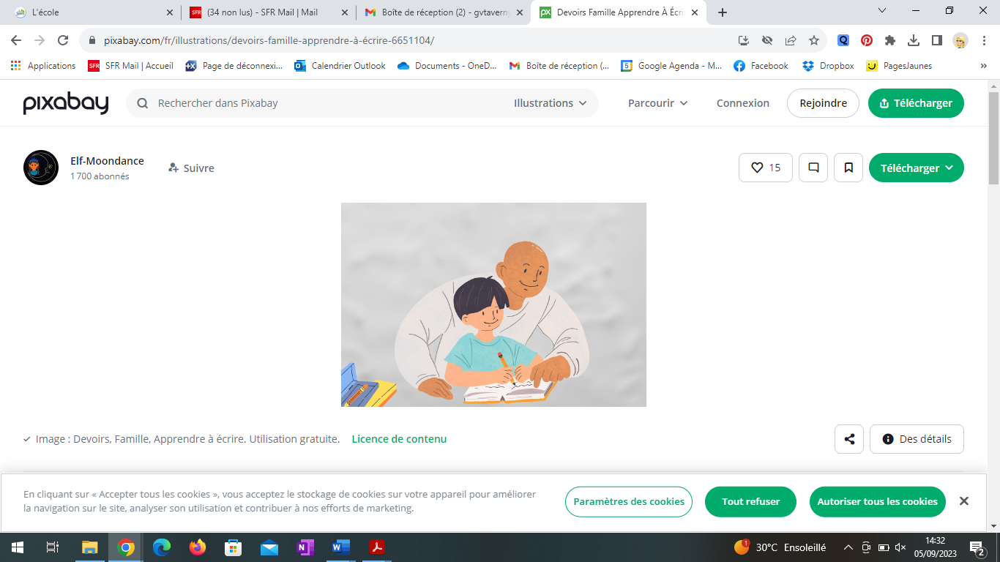 L'école
SFR (34 non lus) - SFR Mail | Mail
Boîte de réception (2) - gvtaverny
px Devoirs Famille Apprendre À Écri
pixabay.com/fr/illustrations/devoirs-famille-apprendre-à-écrire-6651104/
Applications
SFR SFR Mail | Accueil
Page de déconnexi...
Calendrier Outlook
Documents - OneD...
Boîte de réception (...
5 Google Agenda - M...
Facebook
Dropbox
PagesJaunes
»
pixabay
Rechercher dans Pixabay
Illustrations
Parcourir
Connexion
Rejoindre
Télécharger
Elf-Moondance
1 700 abonnés
Suivre
15
Télécharger
Image : Devoirs, Famille, Apprendre à écrire. Utilisation gratuite. Licence de contenu
Des détails
En cliquant sur « Accepter tous les cookies », vous acceptez le stockage de cookies sur votre appareil pour améliorer
la navigation sur le site, analyser son utilisation et contribuer à nos efforts de marketing.
Paramètres des cookies
Tout refuser
Autoriser tous les cookies
1 30°C Ensoleillé
14:32
05/09/2023
2